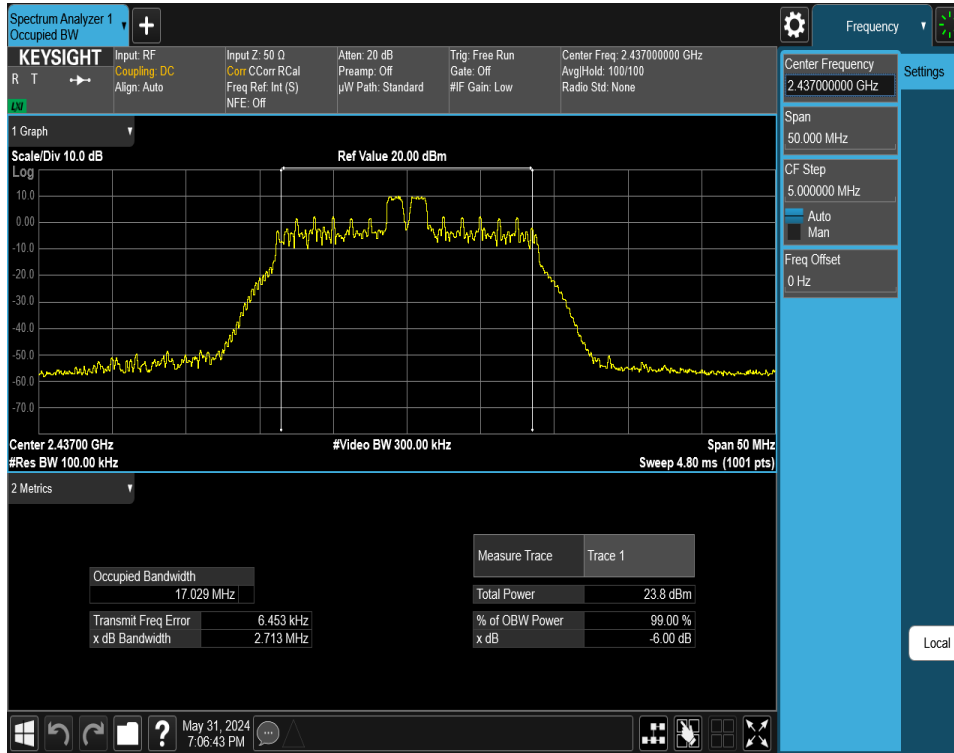 Spectrum Analyzer 1
Occupied BW
+
Frequency
KEYSIGHT
R T
LXI
Input: RF
Coupling: DC
Align: Auto
Input Z: 50 Ω
Corr CCorr RCal
Freq Ref: Int (S)
NFE: Off
Atten: 20 dB
Preamp: Off
µW Path: Standard
Trig: Free Run
Gate: Off
#IF Gain: Low
Center Freq: 2.437000000 GHz
Avg|Hold: 100/100
Radio Std: None
Center Frequency
2.437000000 GHz
Settings
Span
50.000 MHz
CF Step
5.000000 MHz
Auto
Man
Freq Offset
0 Hz
Local
1 Graph
Scale/Div 10.0 dB
Ref Value 20.00 dBm
Log
10.0
0.00
-10.0
-20.0
-30.0
-40.0
-50.0
-60.0
-70.0
Center 2.43700 GHz
#Video BW 300.00 kHz
Span 50 MHz
#Res BW 100.00 kHz
Sweep 4.80 ms (1001 pts)
2 Metrics
Measure Trace
Trace 1
Occupied Bandwidth
17.029 MHz
Total Power
23.8 dBm
Transmit Freq Error
6.453 kHz
% of OBW Power
99.00 %
x dB Bandwidth
2.713 MHz
x dB
-6.00 dB
?
May 31, 2024
7:06:43 PM